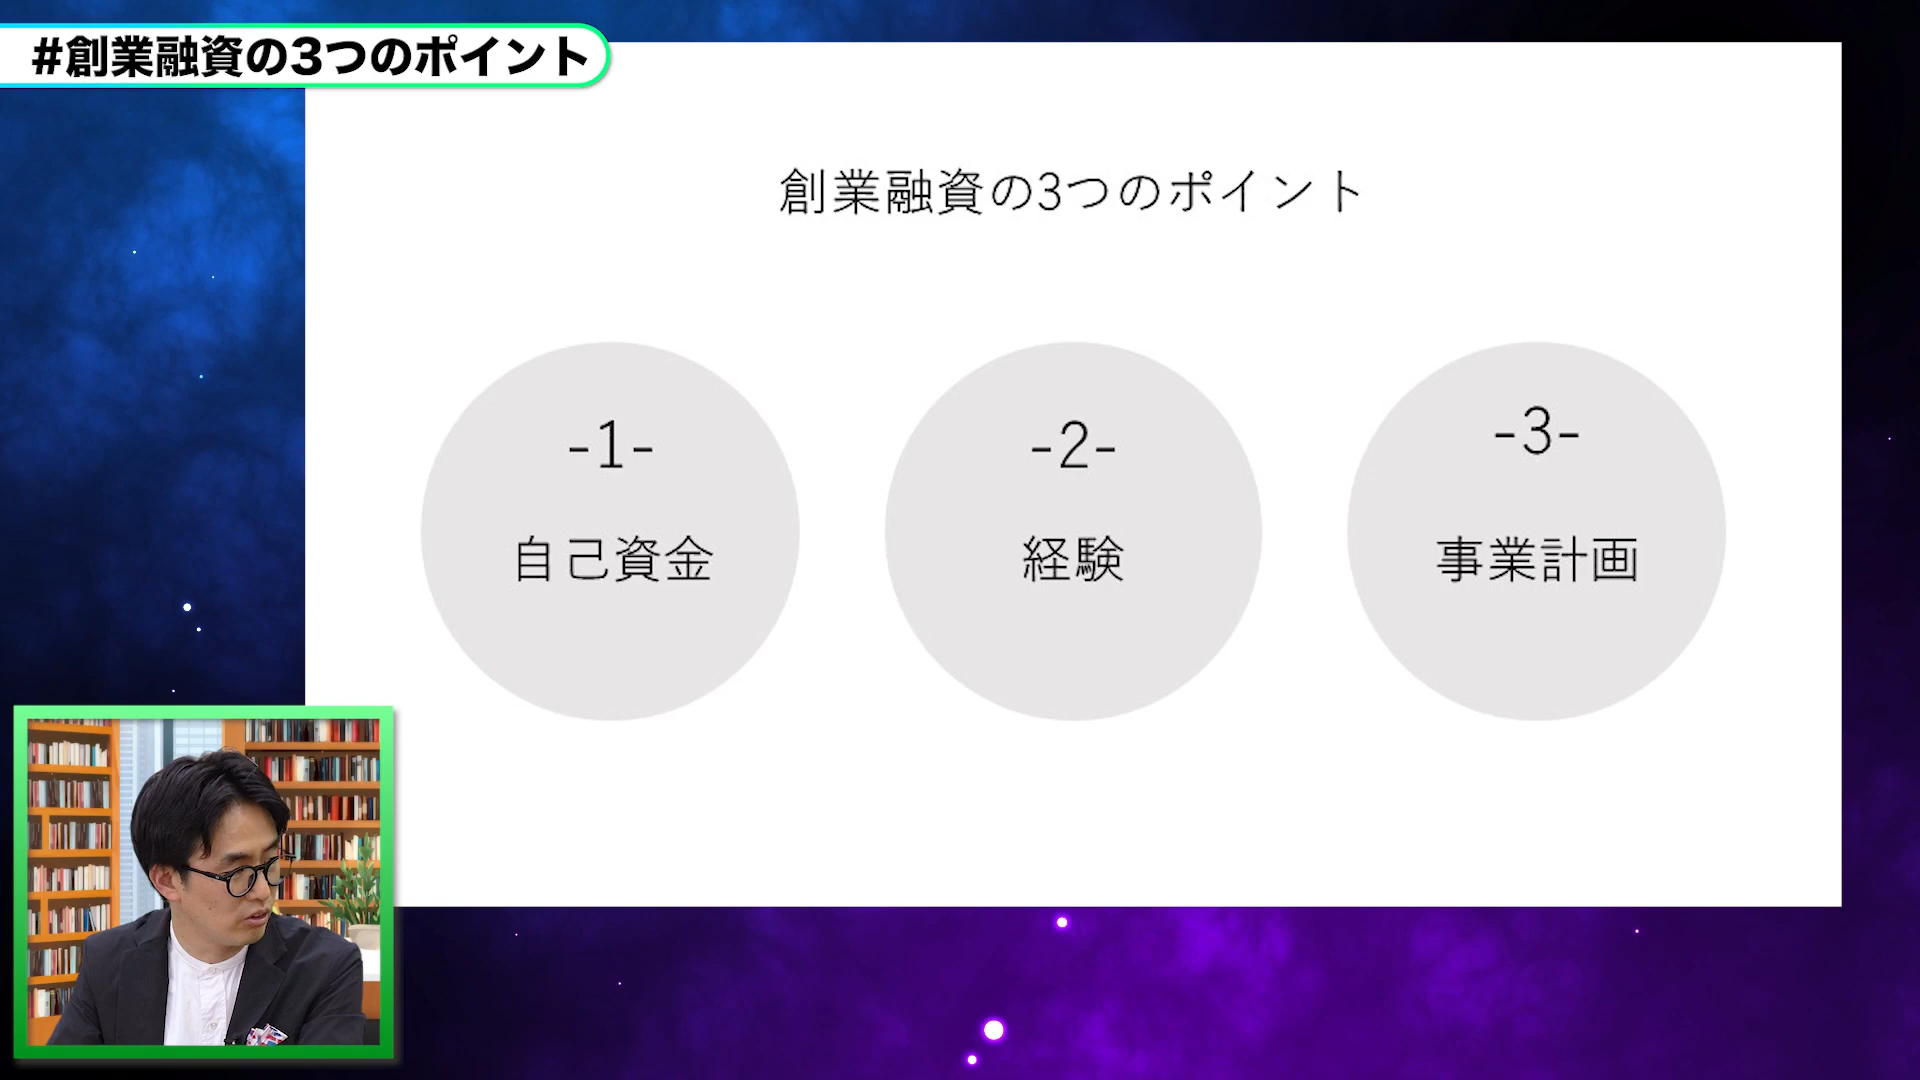 #創業融資の3つのポイント
創業融資の3つのポイント
-1-
自己資金
-2-
経験
-3-
事業計画